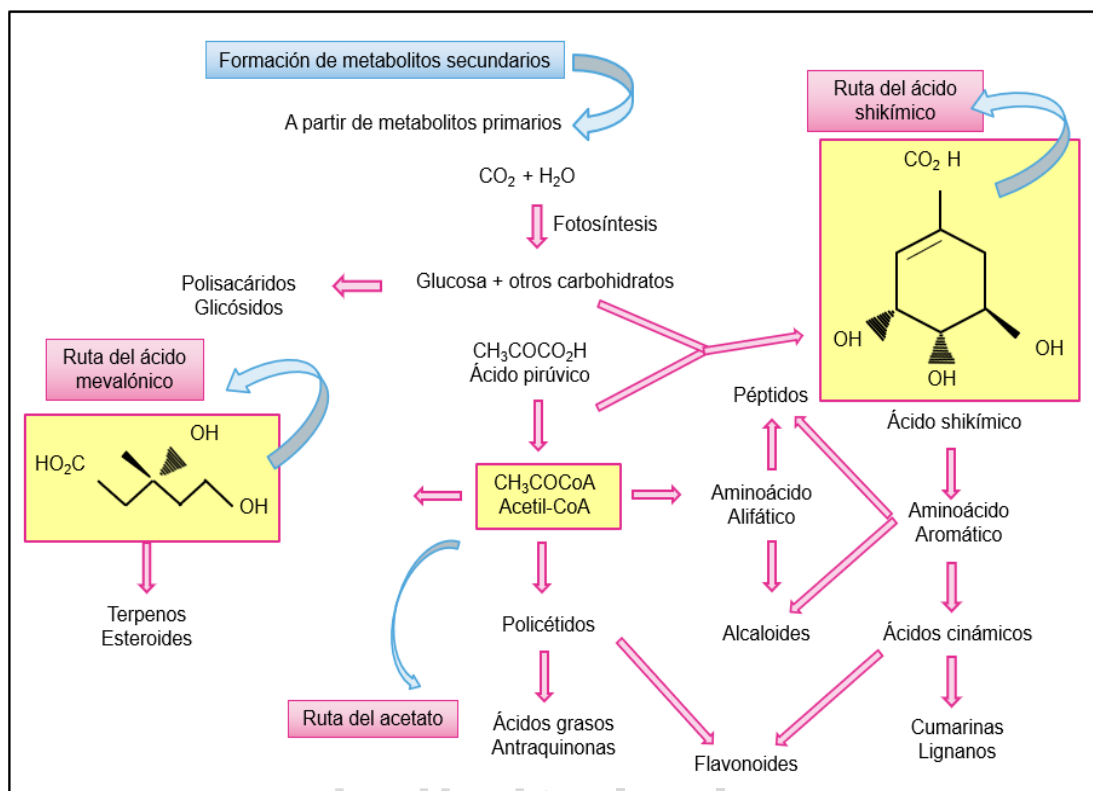 Formación de metabolitos secundarios
Ruta del ácido
shikímico
A partir de metabolitos primarios
CO₂ H
CO₂ + H₂O
Fotosíntesis
Polisacáridos
Glicósidos
Glucosa + otros carbohidratos
OH
OH
OH
Ruta del ácido
mevalónico
CH₃COCO₂H
Ácido pirúvico
Péptidos
Ácido shikímico
HO₂C
OH
OH
CH₃COCoA
Acetil-CoA
Aminoácido
Alifático
Aminoácido
Aromático
Terpenos
Esteroides
Policétidos
Alcaloides
Ácidos cinámicos
Ruta del acetato
Ácidos grasos
Antraquinonas
Flavonoides
Cumarinas
Lignanos